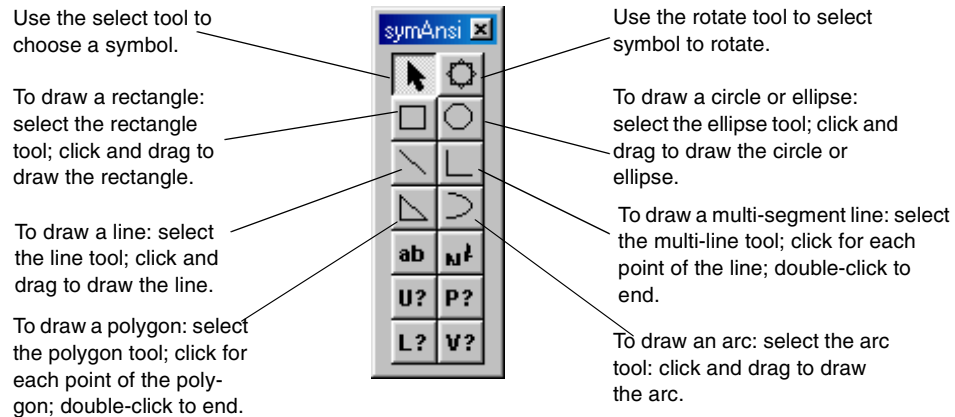 Use the select tool to
choose a symbol.
To draw a rectangle:
select the rectangle
tool; click and drag to
draw the rectangle.
To draw a line: select
the line tool; click and
drag to draw the line.
To draw a polygon: select
the polygon tool; click for
each point of the poly-
gon; double-click to end.
symAnsi
ab
N
U? P?
L? V?
Use the rotate tool to select
symbol to rotate.
To draw a circle or ellipse:
select the ellipse tool; click and
drag to draw the circle or
ellipse.
To draw a multi-segment line: select
the multi-line tool; click for each
point of the line; double-click to
end.
To draw an arc: select the arc
tool: click and drag to draw
the arc.